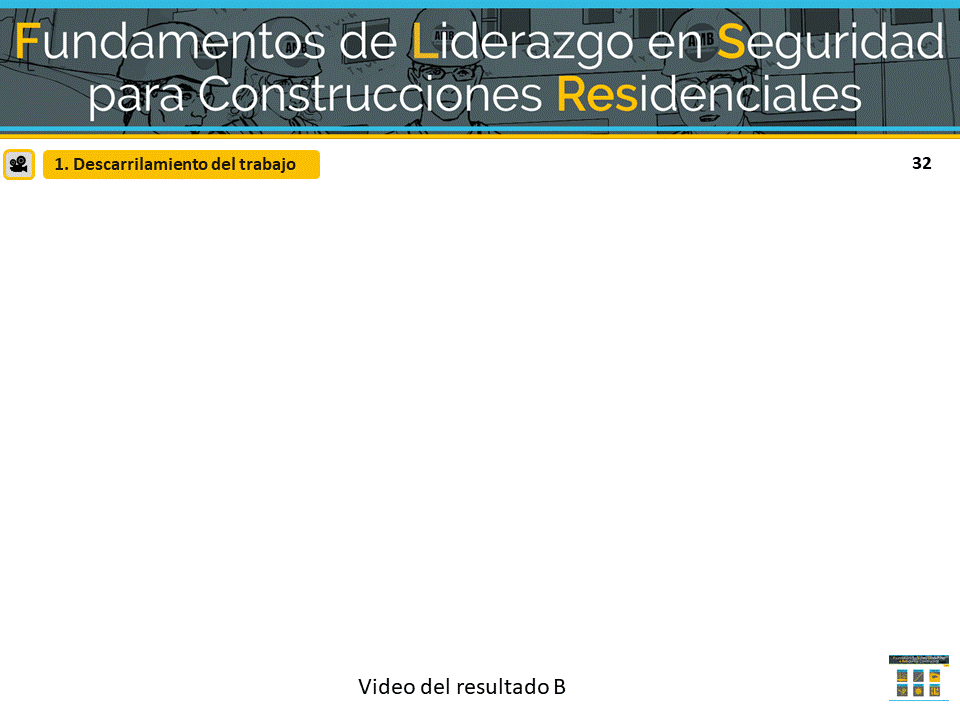 Fundamentos de Liderazgo en Seguridad
para Construcciones Residenciales
1. Descarrilamiento del trabajo
32
Video del resultado B